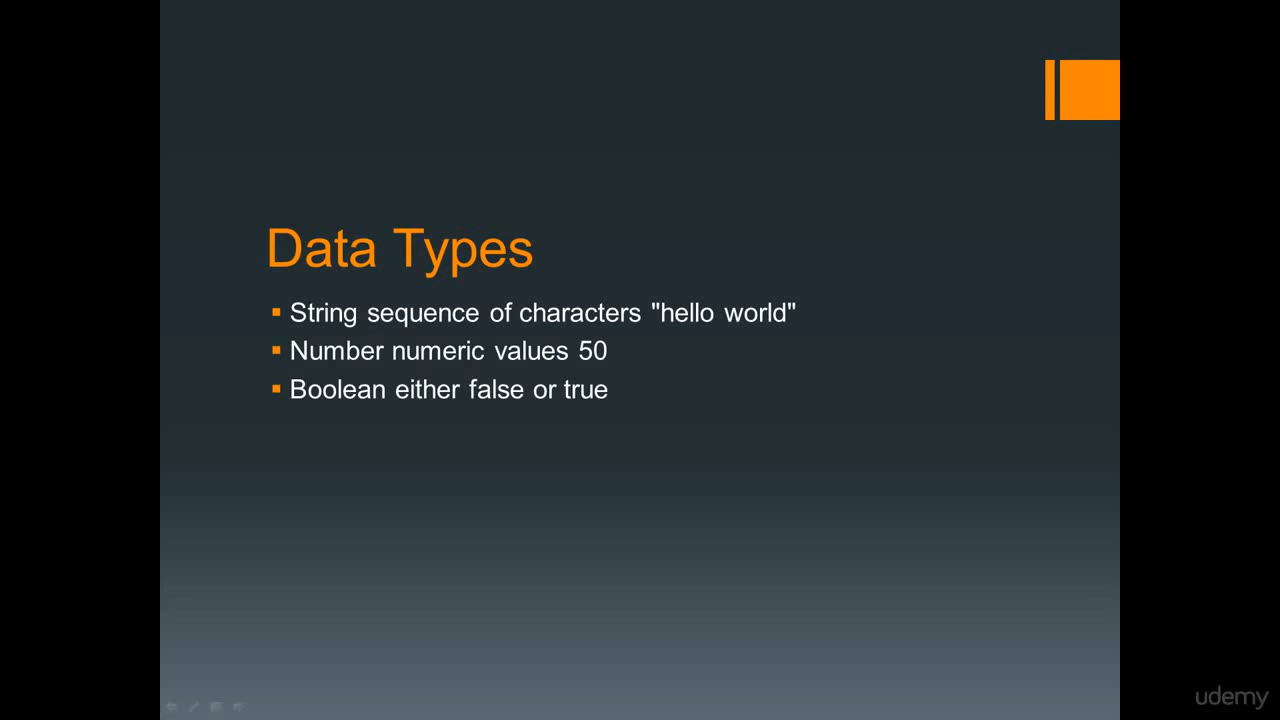 Data Types
String sequence of characters "hello world"
Number numeric values 50
Boolean either false or true
udemy